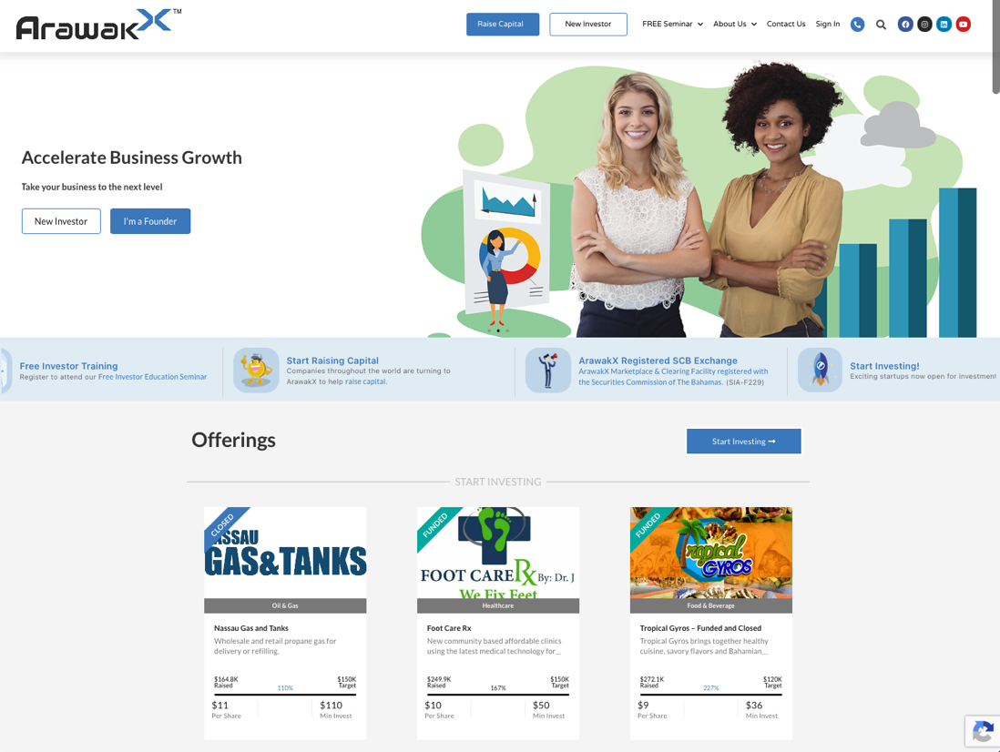 ArawakX™
Raise Capital
New Investor
FREE Seminar
About Us
Contact Us
Sign In
Accelerate Business Growth
Take your business to the next level
New Investor
I'm a Founder
Free Investor Training
Register to attend our Free Investor Education Seminar
Start Raising Capital
Companies throughout the world are turning to
ArawakX to help raise capital.
ArawakX Registered SCB Exchange
ArawakX Marketplace & Clearing Facility registered with
the Securities Commission of The Bahamas. (SIA-F229)
Start Investing!
Exciting startups now open for investment
Offerings
Start Investing
START INVESTING
CLOSED
GAS&TANKS
Oil & Gas
Nassau Gas and Tanks
Wholesale and retail propane gas for
delivery or refilling.
$164.8K
Raised
110%
$150K
Target
$11
Per Share
$110
Min Invest
FUNDED
FOOT CARE Rx By: Dr. J
We Fix Feet
Healthcare
Foot Care Rx
New community based affordable clinics
using the latest medical technology for...
$249.9K
Raised
167%
$150K
Target
$10
Per Share
$50
Min Invest
FUNDED
Tropical
GYROS
Food & Beverage
Tropical Gyros – Funded and Closed
Tropical Gyros brings together healthy
cuisine, savory flavors and Bahamian...
$272.1K
Raised
227%
$120K
Target
$9
Per Share
$36
Min Invest